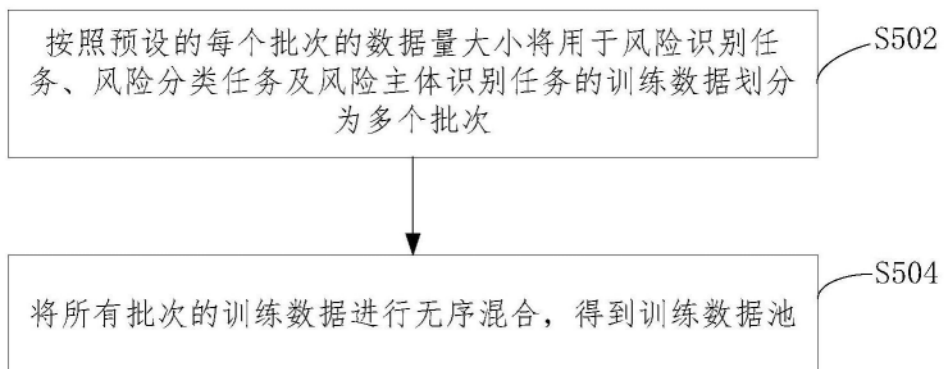 按照预设的每个批次的数据量大小将用于风险识别任
务、风险分类任务及风险主体识别任务的训练数据划分
为多个批次
S502
将所有批次的训练数据进行无序混合，得到训练数据池
S504